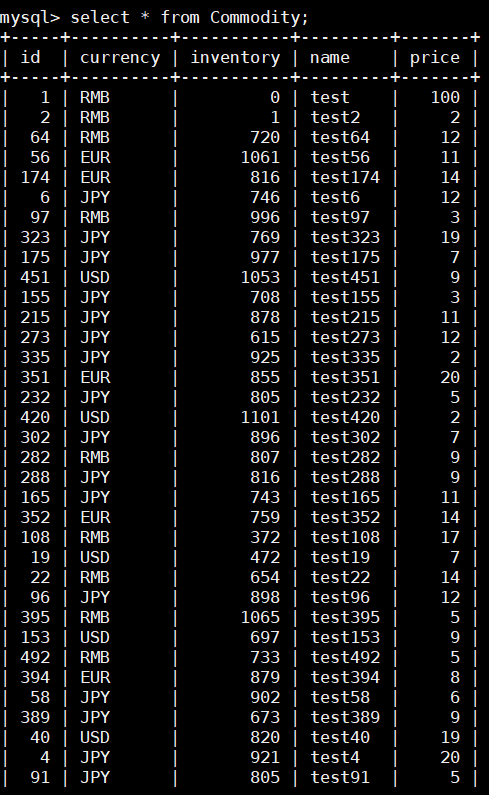 mysql> select * from Commodity;
+-----+----------+-----------+---------+-------+
| id  | currency | inventory | name    | price |
+-----+----------+-----------+---------+-------+
|   1 | RMB      |         0 | test    |   100 |
|   2 | RMB      |         1 | test2   |     2 |
|  64 | RMB      |       720 | test64  |    12 |
|  56 | EUR      |      1061 | test56  |    11 |
| 174 | EUR      |       816 | test174 |    14 |
|   6 | JPY      |       746 | test6   |    12 |
|  97 | RMB      |       996 | test97  |     3 |
| 323 | JPY      |       769 | test323 |    19 |
| 175 | JPY      |       977 | test175 |     7 |
| 451 | USD      |      1053 | test451 |     9 |
| 155 | JPY      |       708 | test155 |     3 |
| 215 | JPY      |       878 | test215 |    11 |
| 273 | JPY      |       615 | test273 |    12 |
| 335 | JPY      |       925 | test335 |     2 |
| 351 | EUR      |       855 | test351 |    20 |
| 232 | JPY      |       805 | test232 |     5 |
| 420 | USD      |      1101 | test420 |     2 |
| 302 | JPY      |       896 | test302 |     7 |
| 282 | RMB      |       807 | test282 |     9 |
| 288 | JPY      |       816 | test288 |     9 |
| 165 | JPY      |       743 | test165 |    11 |
| 352 | EUR      |       759 | test352 |    14 |
| 108 | RMB      |       372 | test108 |    17 |
|  19 | USD      |       472 | test19  |     7 |
|  22 | RMB      |       654 | test22  |    14 |
|  96 | JPY      |       898 | test96  |    12 |
| 395 | RMB      |      1065 | test395 |     5 |
| 153 | USD      |       697 | test153 |     9 |
| 492 | RMB      |       733 | test492 |     5 |
| 394 | EUR      |       879 | test394 |     8 |
|  58 | JPY      |       902 | test58  |     6 |
| 389 | JPY      |       673 | test389 |     9 |
|  40 | USD      |       820 | test40  |    19 |
|   4 | JPY      |       921 | test4   |    20 |
|  91 | JPY      |       805 | test91  |     5 |